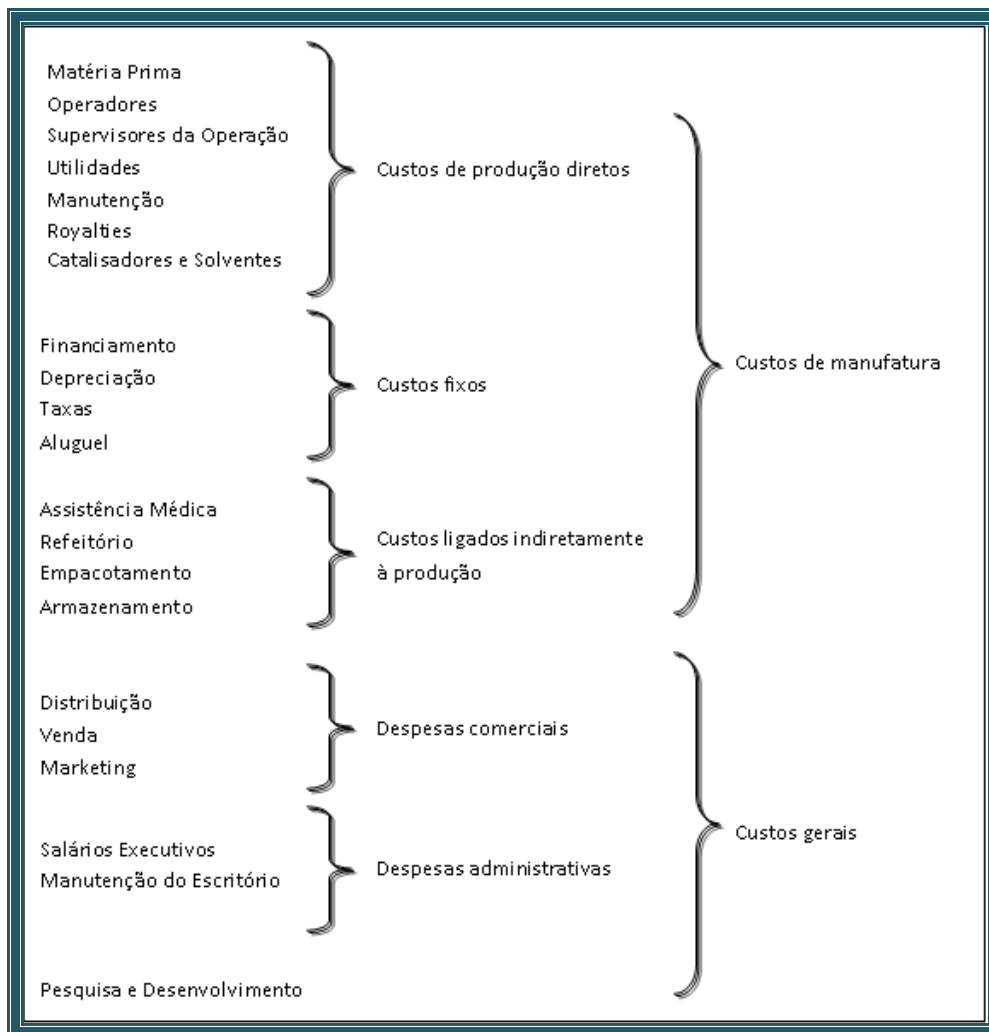 Matéria Prima
Operadores
Supervisores da Operação
Utilidades
Manutenção
Royalties
Catalisadores e Solventes
Custos de produção diretos
Financiamento
Depreciação
Taxas
Aluguel
Custos fixos
Assistência Médica
Refeitório
Empacotamento
Armazenamento
Custos ligados indiretamente
à produção
Custos de manufatura
Distribuição
Venda
Marketing
Despesas comerciais
Salários Executivos
Manutenção do Escritório
Despesas administrativas
Pesquisa e Desenvolvimento
Custos gerais